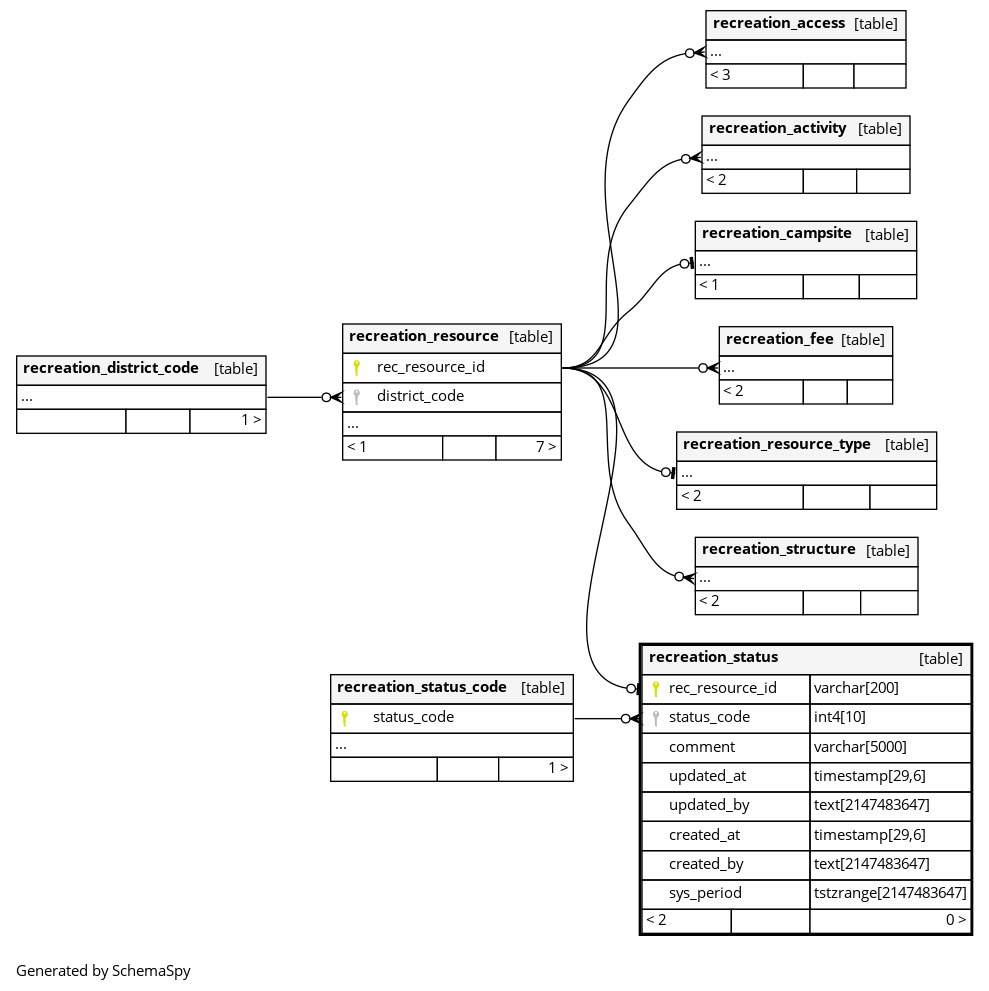 recreation_access [table]
...
< 3
recreation_activity [table]
...
< 2
recreation_campsite [table]
...
< 1
recreation_fee [table]
...
< 2
recreation_district_code [table]
...
1 >
recreation_resource [table]
rec_resource_id
district_code
...
< 1 7 >
recreation_resource_type [table]
...
< 2
recreation_structure [table]
...
< 2
recreation_status_code [table]
status_code
...
1 >
recreation_status [table]
rec_resource_id varchar[200]
status_code int4[10]
comment varchar[5000]
updated_at timestamp[29,6]
updated_by text[2147483647]
created_at timestamp[29,6]
created_by text[2147483647]
sys_period tstzrange[2147483647]
< 2 0 >
Generated by SchemaSpy